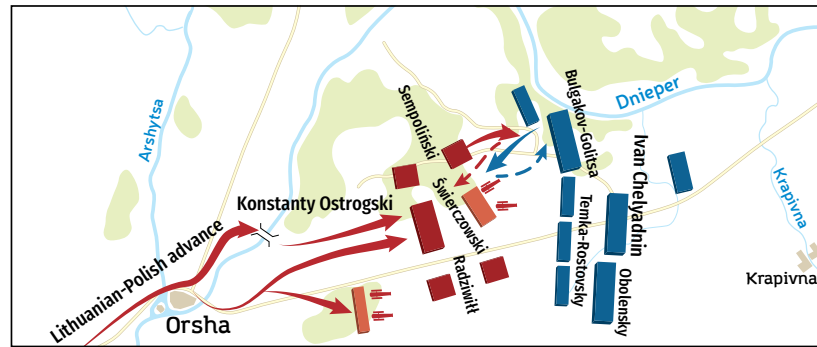 Arshytsa
Sempoliński
Bulgakov-Golitsa
Dnieper
Ivan Chelyadnin
Krapivna
Konstanty Ostrogski
Świerczowski
Temka-Rostovsky
Lithuanian-Polish advance
Radziwiłł
Obolensky
Krapivna
Orsha